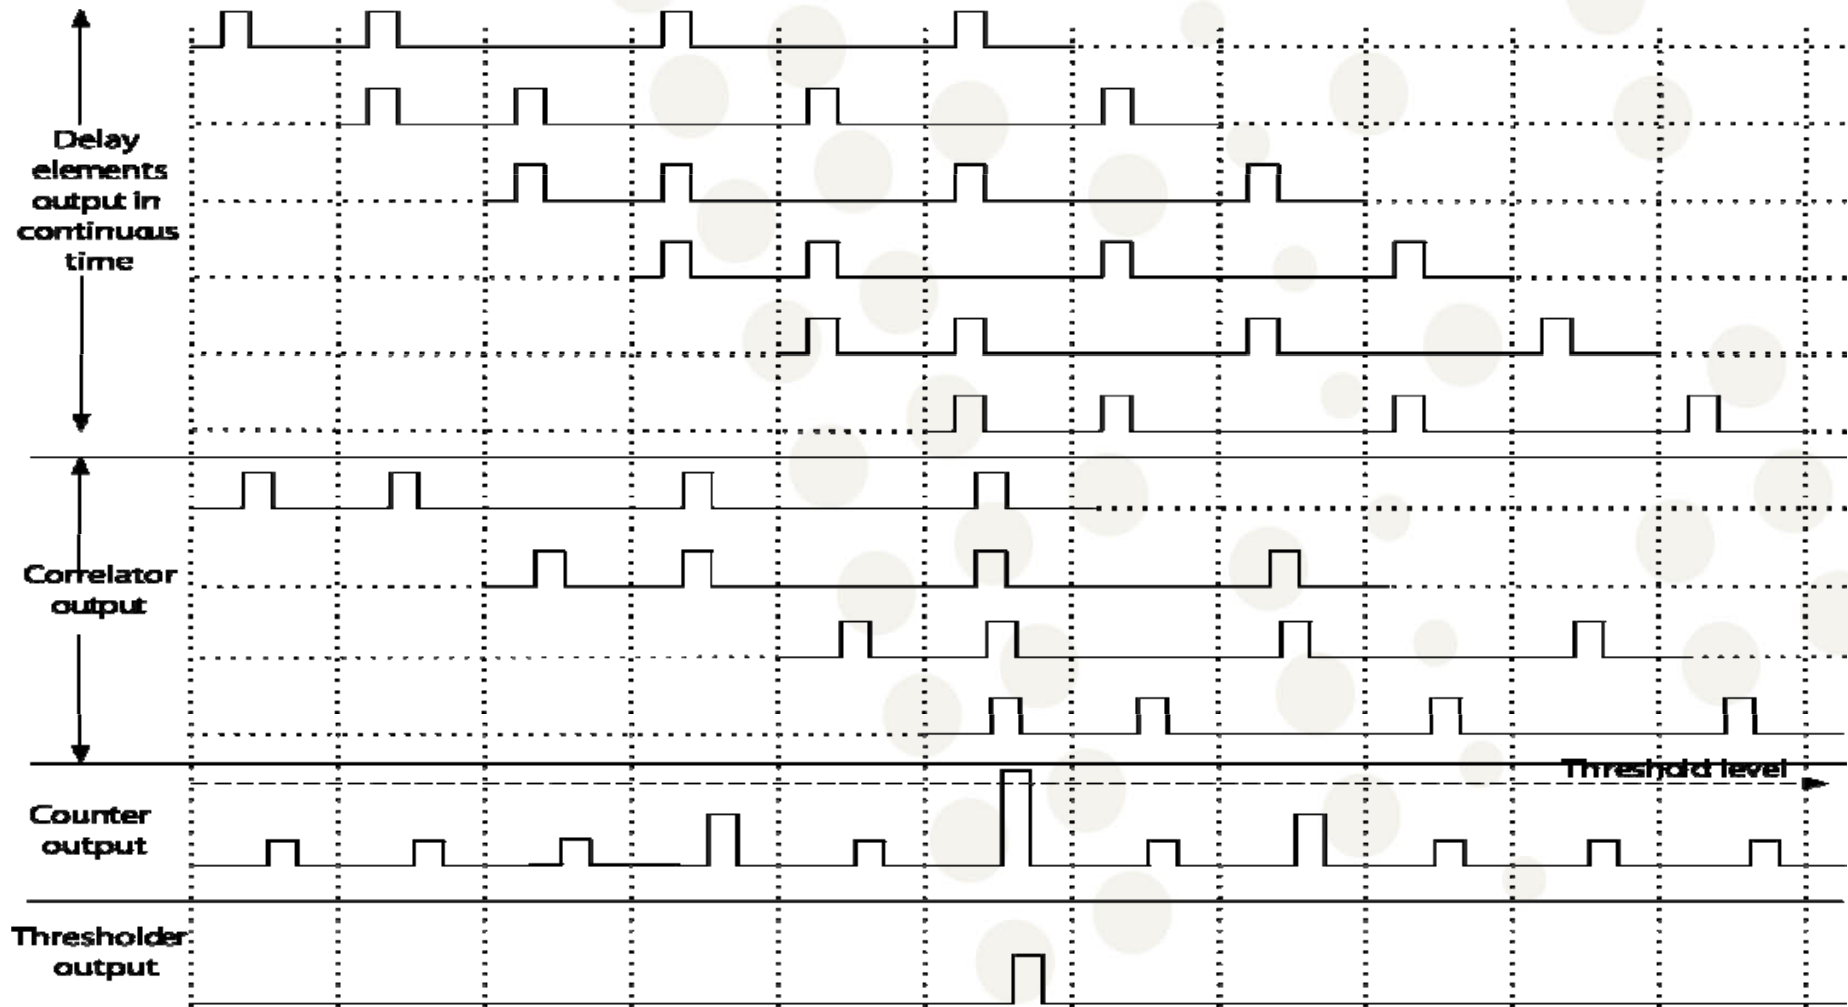 Delay
elements
output in
continuous
time
Correlator
output
Threshold level
Counter
output
Thresholder
output